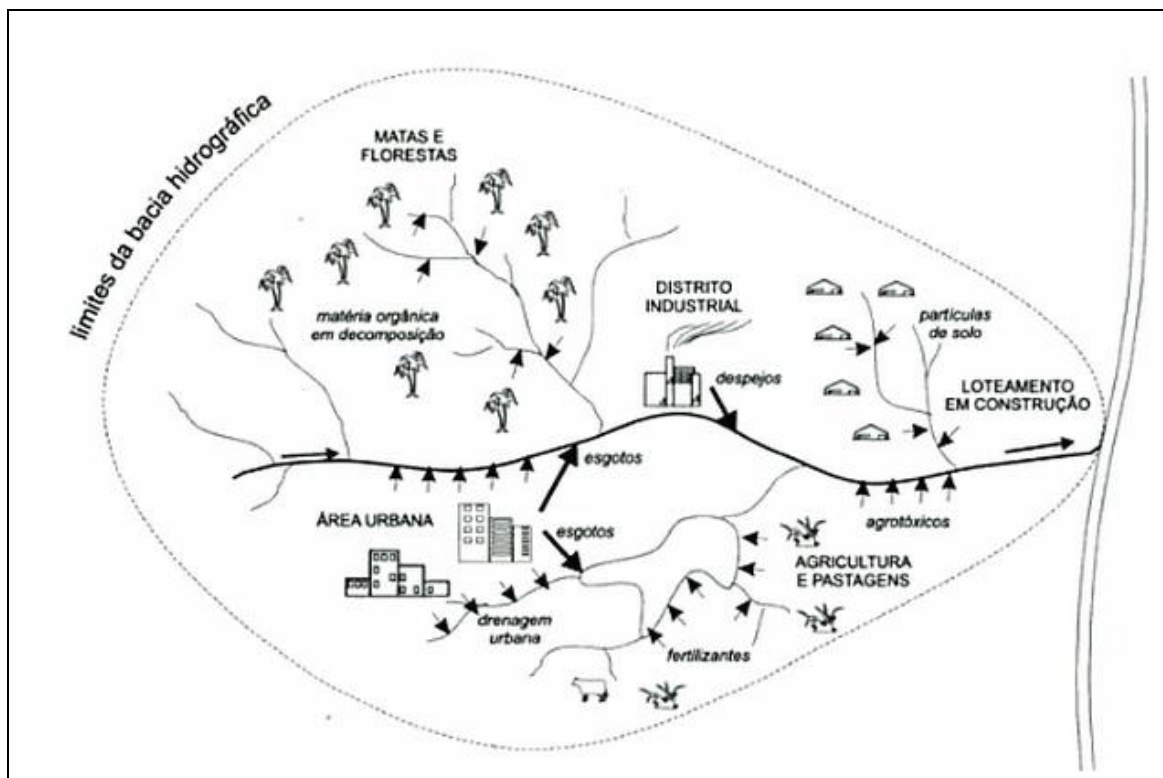 limites da bacia hidrográfica
MATAS E
FLORESTAS
matéria orgânica
em decomposição
DISTRITO
INDUSTRIAL
despejos
partículas
de solo
LOTEAMENTO
EM CONSTRUÇÃO
esgotos
ÁREA URBANA
esgotos
agrotóxicos
AGRICULTURA
E PASTAGENS
drenagem
urbana
fertilizantes